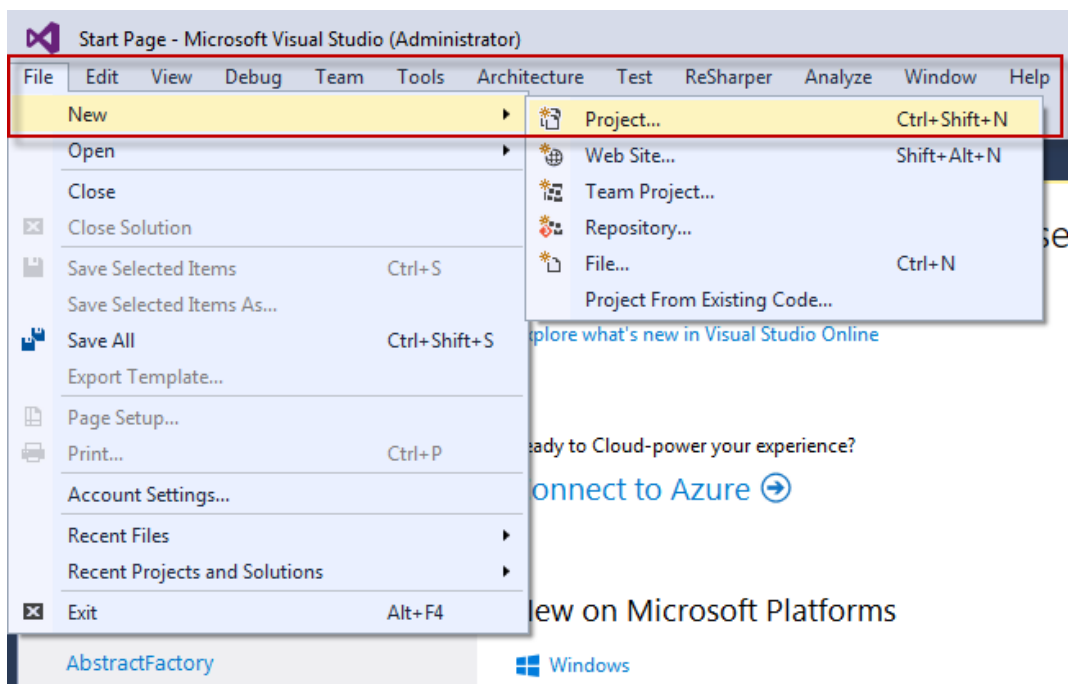 Start Page - Microsoft Visual Studio (Administrator)
File Edit View Debug Team Tools Architecture Test ReSharper Analyze Window Help
New
Project... Ctrl+Shift+N
Open
Web Site... Shift+Alt+N
Close
Team Project...
Close Solution
Repository...
Save Selected Items Ctrl+S
File... Ctrl+N
Save Selected Items As...
Project From Existing Code...
Save All Ctrl+Shift+S
xplore what's new in Visual Studio Online
Export Template...
Page Setup...
Print... Ctrl+P
eady to Cloud-power your experience?
Account Settings...
onnect to Azure
Recent Files
Recent Projects and Solutions
Exit Alt+F4
ew on Microsoft Platforms
AbstractFactory
Windows